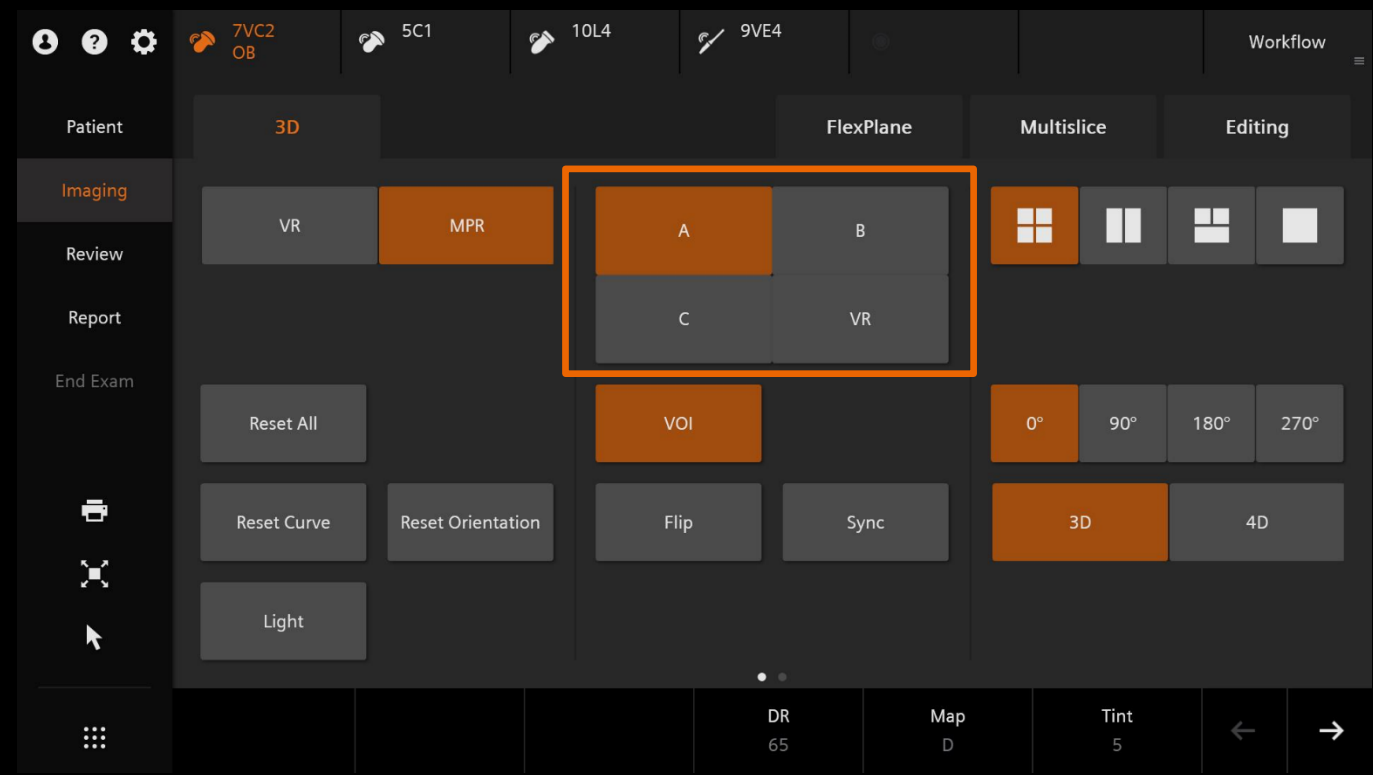 7VC2
OB
5C1
10L4
9VE4
Workflow
Patient
3D
FlexPlane
Multislice
Editing
Imaging
VR
MPR
A
B
Review
Report
C
VR
End Exam
Reset All
VOI
0°
90°
180°
270°
Reset Curve
Reset Orientation
Flip
Sync
3D
4D
Light
DR
65
Map
D
Tint
5